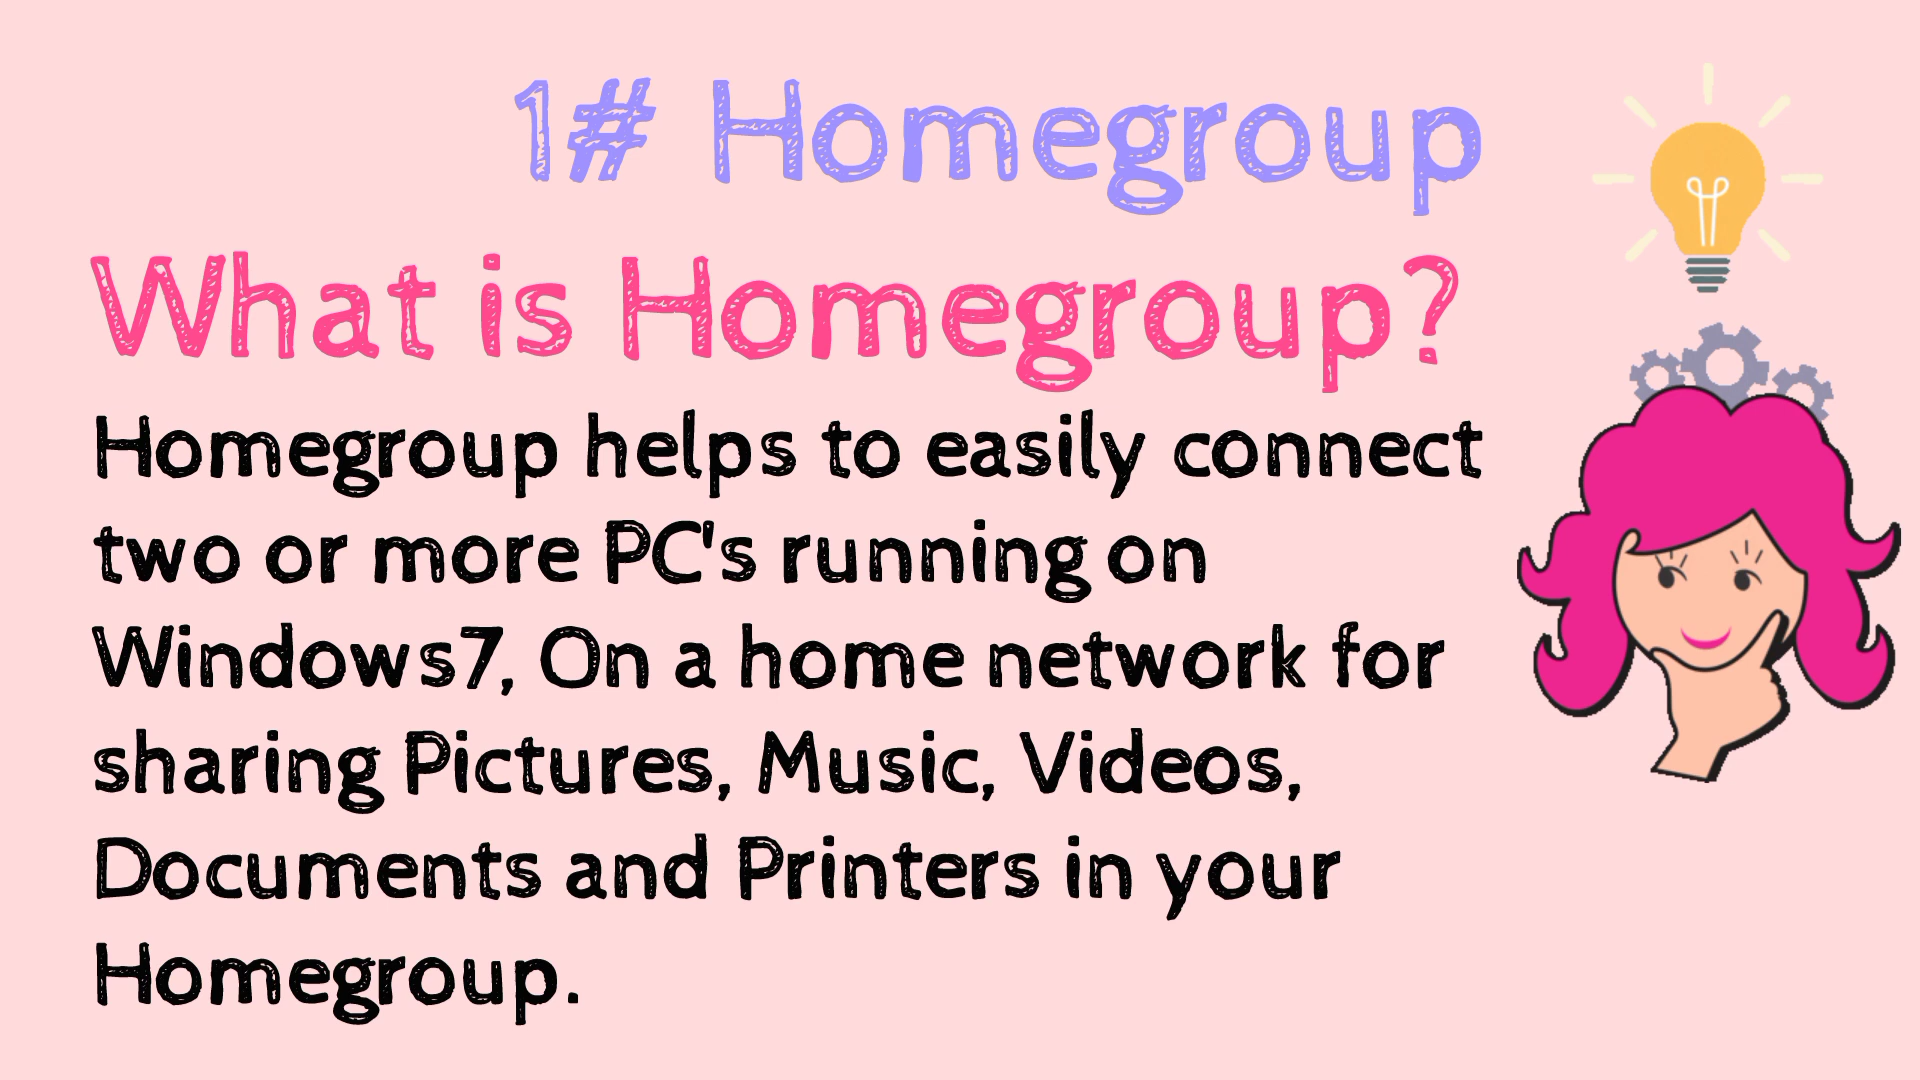 1# Homegroup
What is Homegroup?
Homegroup helps to easily connect
two or more PC's running on
Windows7, On a home network for
sharing Pictures, Music, Videos,
Documents and Printers in your
Homegroup.